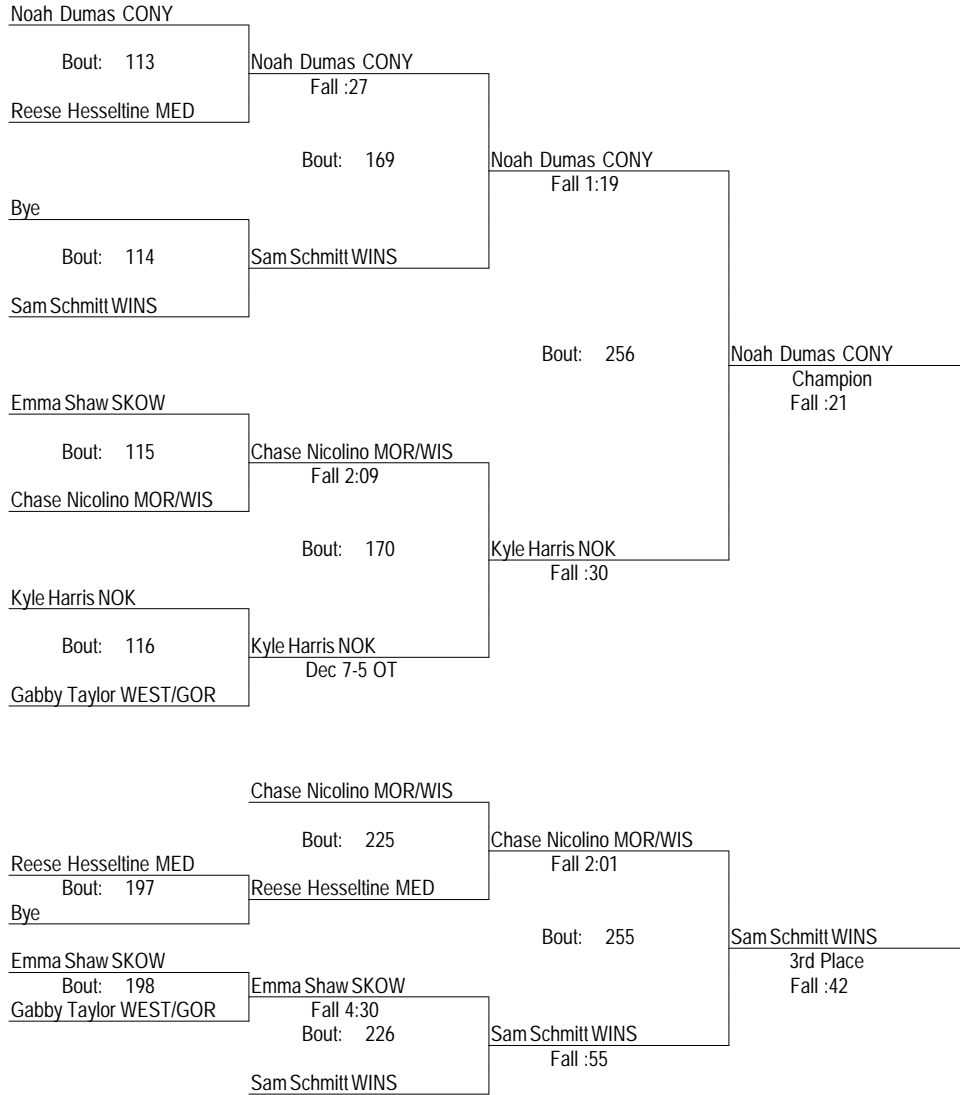 Noah Dumas CONY
Bout: 113
Noah Dumas CONY
Fall :27
Reese Hesseltine MED
Bout: 169
Noah Dumas CONY
Fall 1:19
Bye
Bout: 114
Sam Schmitt WINS
Sam Schmitt WINS
Bout: 256
Noah Dumas CONY
Champion
Fall :21
Emma Shaw SKOW
Bout: 115
Chase Nicolino MOR/WIS
Fall 2:09
Chase Nicolino MOR/WIS
Bout: 170
Kyle Harris NOK
Fall :30
Kyle Harris NOK
Bout: 116
Kyle Harris NOK
Dec 7-5 OT
Gabby Taylor WEST/GOR
Chase Nicolino MOR/WIS
Bout: 225
Chase Nicolino MOR/WIS
Fall 2:01
Reese Hesseltine MED
Bout: 197
Reese Hesseltine MED
Bye
Bout: 255
Sam Schmitt WINS
3rd Place
Fall :42
Emma Shaw SKOW
Bout: 198
Emma Shaw SKOW
Gabby Taylor WEST/GOR
Fall 4:30
Bout: 226
Sam Schmitt WINS
Fall :55
Sam Schmitt WINS